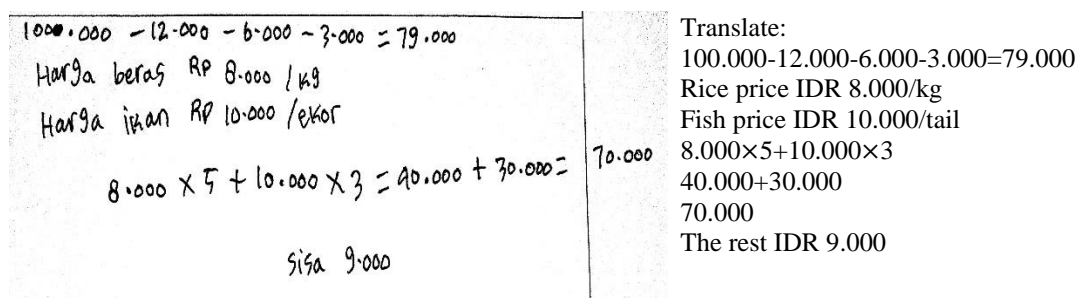 1000.000 - 12.000 - 6.000 - 3.000 = 79.000
Harga beras RP 8.000 / kg
Harga ikan RP 10.000 / ekor
8.000 X 5 + 10.000 X 3 = 40.000 + 30.000 = 70.000
sisa 9.000
Translate:
100.000-12.000-6.000-3.000=79.000
Rice price IDR 8.000/kg
Fish price IDR 10.000/tail
8.000×5+10.000×3
40.000+30.000
70.000
The rest IDR 9.000